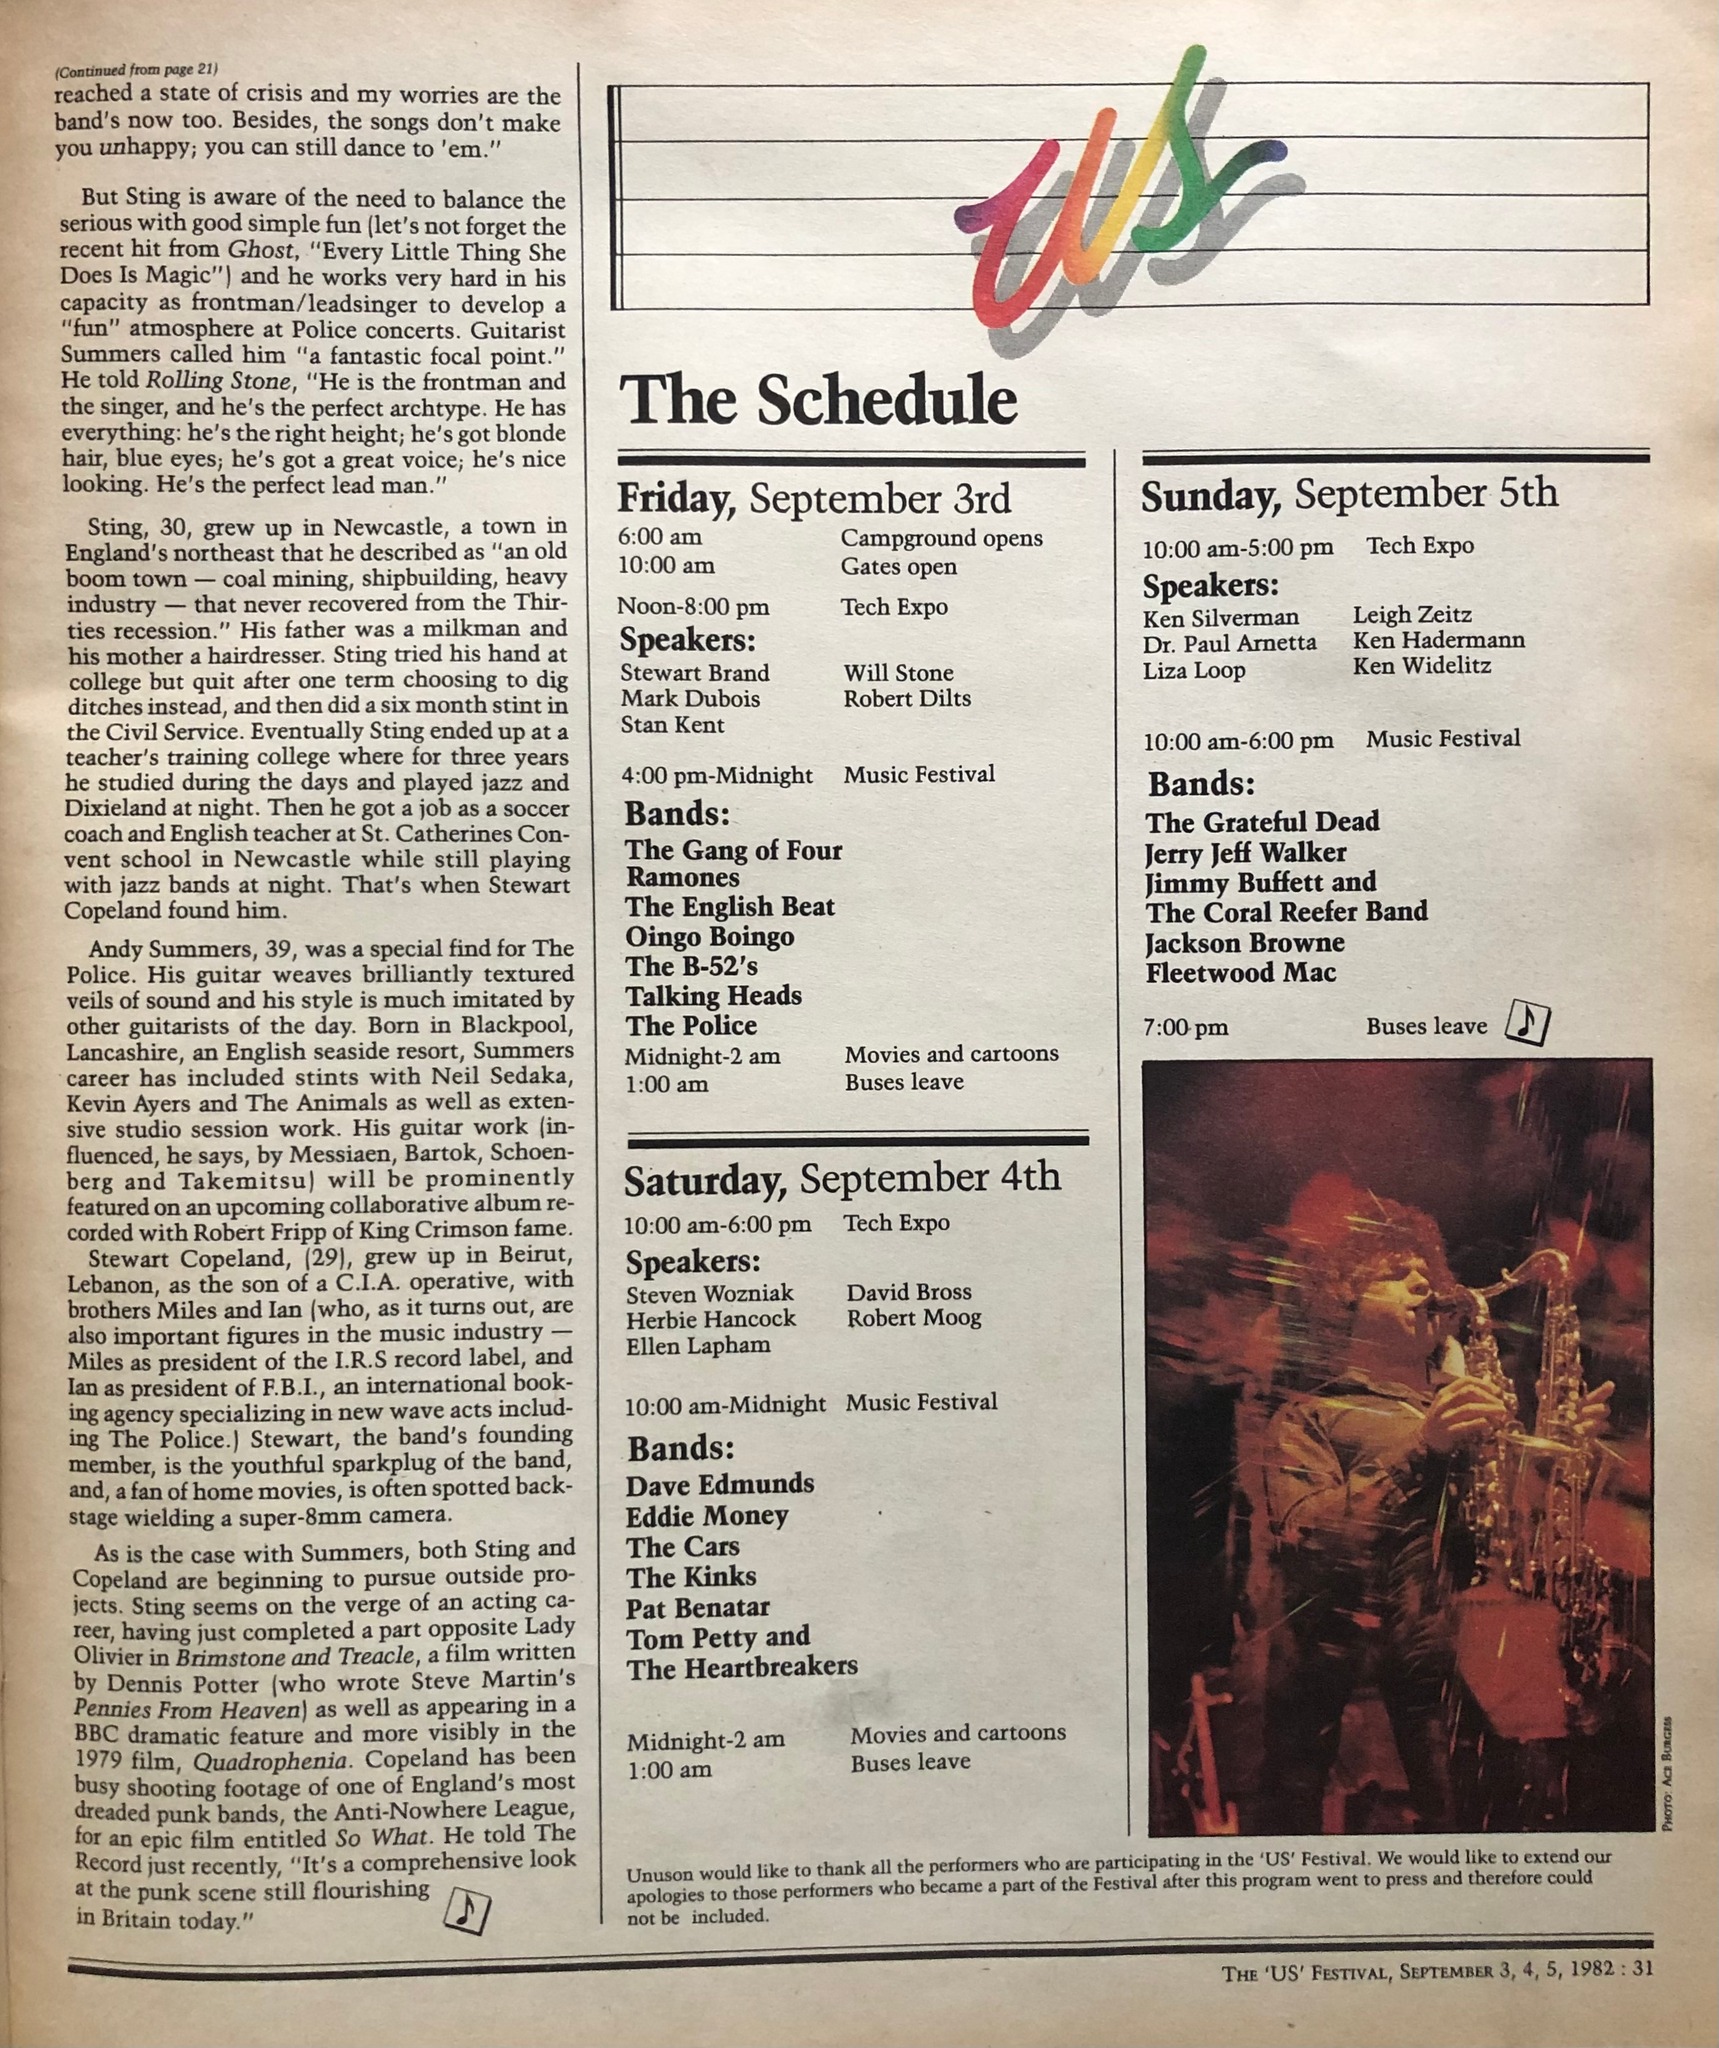 (Continued from page 21)
reached a state of crisis and my worries are the
band's now too. Besides, the songs don't make
you unhappy; you can still dance to 'em."
But Sting is aware of the need to balance the
serious with good simple fun (let's not forget the
recent hit from Ghost, "Every Little Thing She
Does Is Magic") and he works very hard in his
capacity as frontman/leadsinger to develop a
"fun" atmosphere at Police concerts. Guitarist
Summers called him "a fantastic focal point."
He told Rolling Stone, "He is the frontman and
the singer, and he's the perfect archtype. He has
everything: he's the right height; he's got blonde
hair, blue eyes; he's got a great voice; he's nice
looking. He's the perfect lead man."
Sting, 30, grew up in Newcastle, a town in
England's northeast that he described as "an old
boom town — coal mining, shipbuilding, heavy
industry — that never recovered from the Thir-
ties recession." His father was a milkman and
his mother a hairdresser. Sting tried his hand at
college but quit after one term choosing to dig
ditches instead, and then did a six month stint in
the Civil Service. Eventually Sting ended up at a
teacher's training college where for three years
he studied during the days and played jazz and
Dixieland at night. Then he got a job as a soccer
coach and English teacher at St. Catherines Con-
vent school in Newcastle while still playing
with jazz bands at night. That's when Stewart
Copeland found him.
Andy Summers, 39, was a special find for The
Police. His guitar weaves brilliantly textured
veils of sound and his style is much imitated by
other guitarists of the day. Born in Blackpool,
Lancashire, an English seaside resort, Summers
career has included stints with Neil Sedaka,
Kevin Ayers and The Animals as well as exten-
sive studio session work. His guitar work (in-
fluenced, he says, by Messiaen, Bartok, Schoen-
berg and Takemitsu) will be prominently
featured on an upcoming collaborative album re-
corded with Robert Fripp of King Crimson fame.
Stewart Copeland, (29), grew up in Beirut,
Lebanon, as the son of a C.I.A. operative, with
brothers Miles and Ian (who, as it turns out, are
also important figures in the music industry —
Miles as president of the I.R.S record label, and
Ian as president of F.B.I., an international book-
ing agency specializing in new wave acts includ-
ing The Police.) Stewart, the band's founding
member, is the youthful sparkplug of the band,
and, a fan of home movies, is often spotted back-
stage wielding a super-8mm camera.
As is the case with Summers, both Sting and
Copeland are beginning to pursue outside pro-
jects. Sting seems on the verge of an acting ca-
reer, having just completed a part opposite Lady
Olivier in Brimstone and Treacle, a film written
by Dennis Potter (who wrote Steve Martin's
Pennies From Heaven) as well as appearing in a
BBC dramatic feature and more visibly in the
1979 film, Quadrophenia. Copeland has been
busy shooting footage of one of England's most
dreaded punk bands, the Anti-Nowhere League,
for an epic film entitled So What. He told The
Record just recently, "It's a comprehensive look
at the punk scene still flourishing
in Britain today."
us
The Schedule
Friday, September 3rd
6:00 am Campground opens
10:00 am Gates open
Noon-8:00 pm Tech Expo
Speakers:
Stewart Brand Will Stone
Mark Dubois Robert Dilts
Stan Kent
4:00 pm-Midnight Music Festival
Bands:
The Gang of Four
Ramones
The English Beat
Oingo Boingo
The B-52's
Talking Heads
The Police
Midnight-2 am Movies and cartoons
1:00 am Buses leave
Saturday, September 4th
10:00 am-6:00 pm Tech Expo
Speakers:
Steven Wozniak David Bross
Herbie Hancock Robert Moog
Ellen Lapham
10:00 am-Midnight Music Festival
Bands:
Dave Edmunds
Eddie Money
The Cars
The Kinks
Pat Benatar
Tom Petty and
The Heartbreakers
Midnight-2 am Movies and cartoons
1:00 am Buses leave
Sunday, September 5th
10:00 am-5:00 pm Tech Expo
Speakers:
Ken Silverman Leigh Zeitz
Dr. Paul Arnetta Ken Hadermann
Liza Loop Ken Widelitz
10:00 am-6:00 pm Music Festival
Bands:
The Grateful Dead
Jerry Jeff Walker
Jimmy Buffett and
The Coral Reefer Band
Jackson Browne
Fleetwood Mac
7:00 pm Buses leave
PHOTO: ACE BURGESS
Unuson would like to thank all the performers who are participating in the 'US' Festival. We would like to extend our
apologies to those performers who became a part of the Festival after this program went to press and therefore could
not be included.
THE 'US' FESTIVAL, SEPTEMBER 3, 4, 5, 1982 : 31